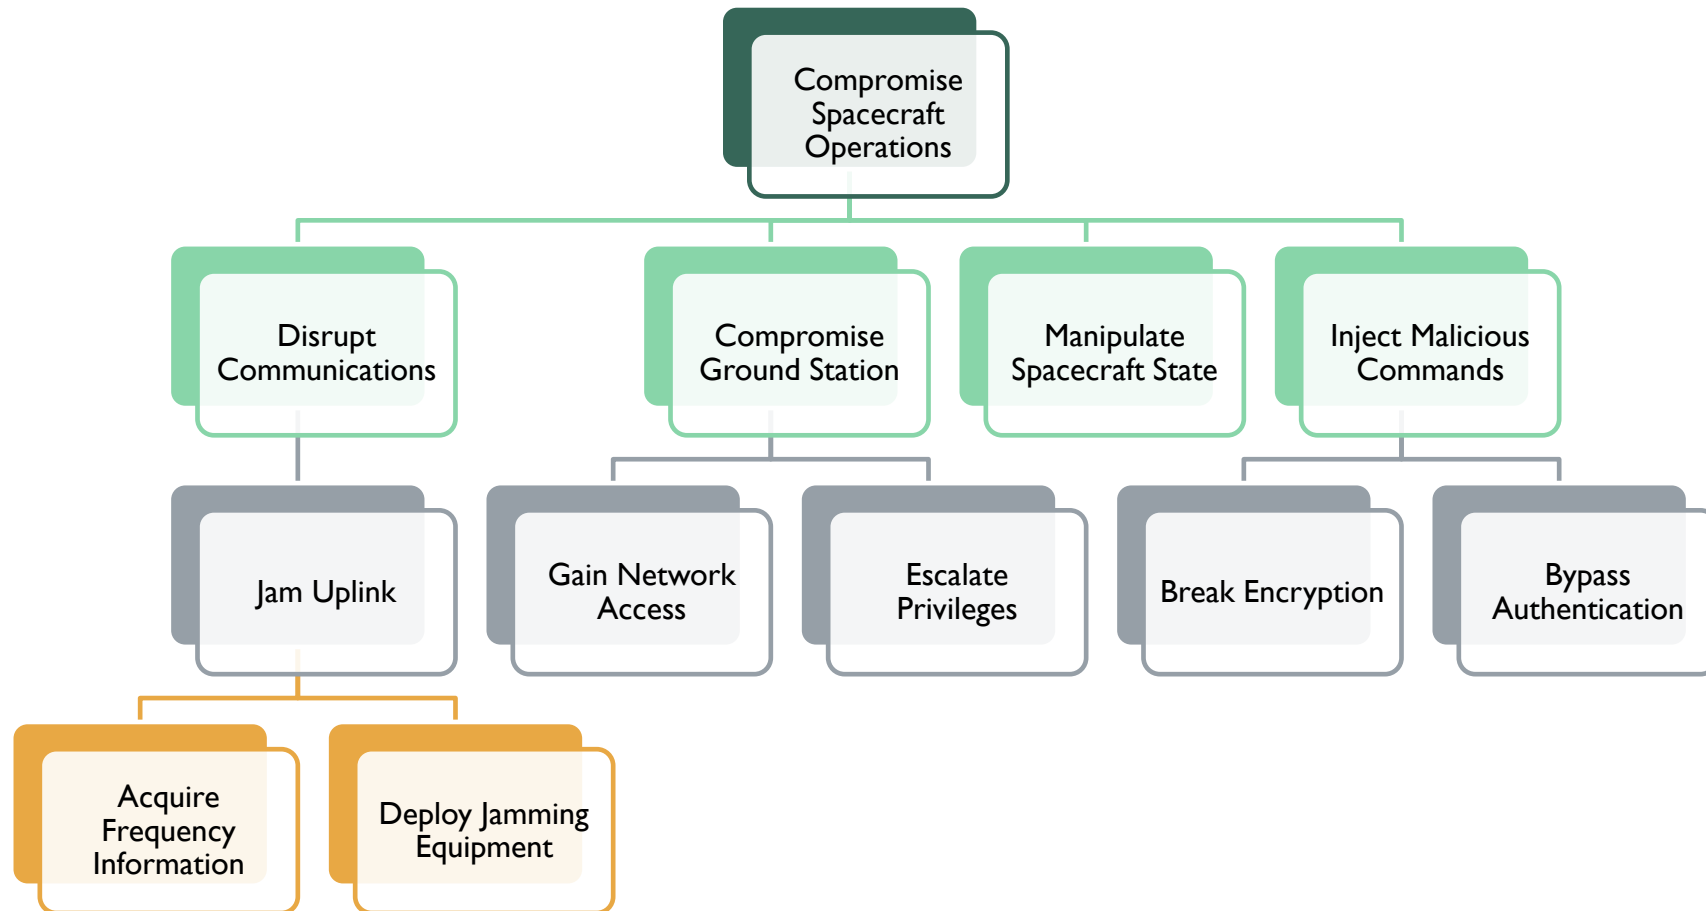 Compromise
Spacecraft
Operations
Disrupt
Communications
Compromise
Ground Station
Manipulate
Spacecraft State
Inject Malicious
Commands
Jam Uplink
Gain Network
Access
Escalate
Privileges
Break Encryption
Bypass
Authentication
Acquire
Frequency
Information
Deploy Jamming
Equipment